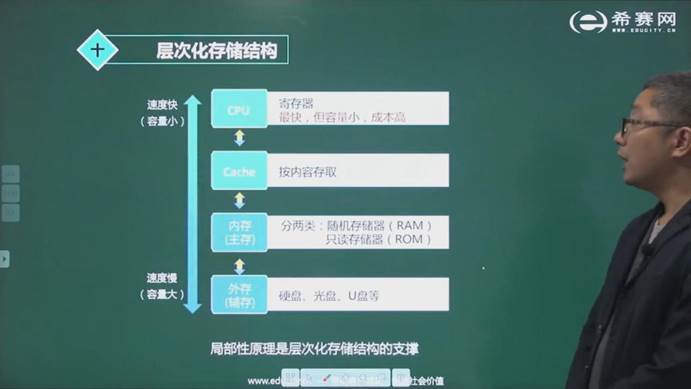 希赛网
WWW.EDUCITY.CN
层次化存储结构
速度快
（容量小）
CPU
寄存器
最快，但容量小，成本高
Cache
按内容存取
内存
（主存）
分两类：随机存储器（RAM）
只读存储器（ROM）
速度慢
（容量大）
外存
（辅存）
硬盘、光盘、U盘等
局部性原理是层次化存储结构的支撑
社会价值